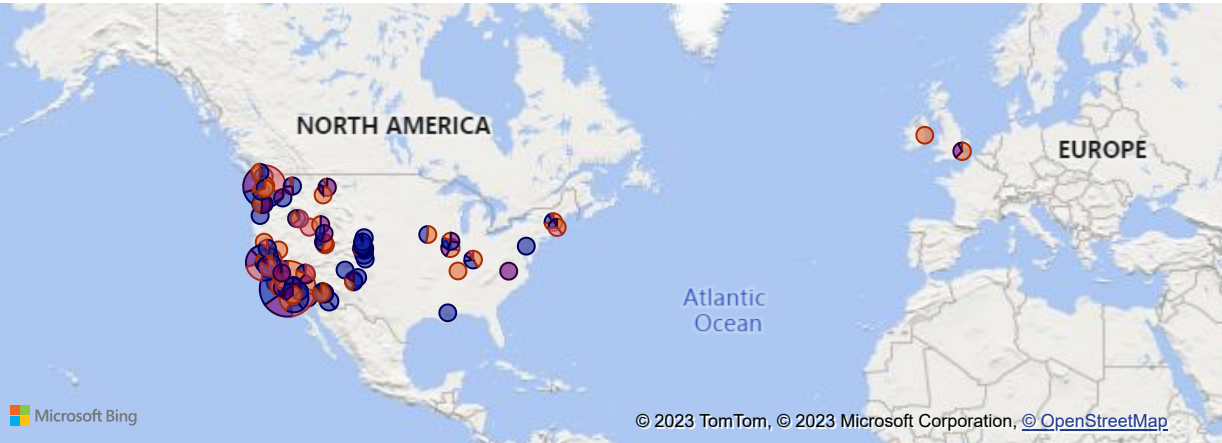 NORTH AMERICA
EUROPE
Atlantic
Ocean
Microsoft Bing
© 2023 TomTom, © 2023 Microsoft Corporation, © OpenStreetMap